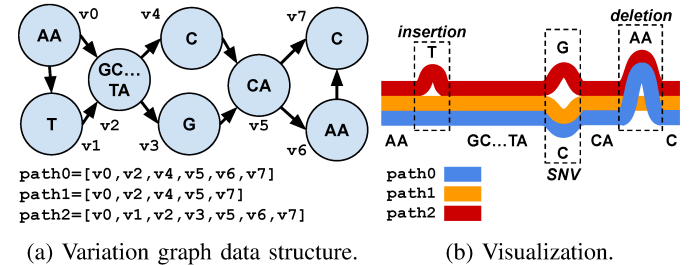 v0
v4
v7
AA
C
C
GC...
TA
CA
T
G
AA
v1
v2
v3
v5
v6
path0=[v0,v2,v4,v5,v6,v7]
path1=[v0,v2,v4,v5,v7]
path2=[v0,v1,v2,v3,v5,v6,v7]
(a) Variation graph data structure.
insertion
deletion
T
G
AA
AA
GC...TA
C
CA
C
SNV
path0
path1
path2
(b) Visualization.